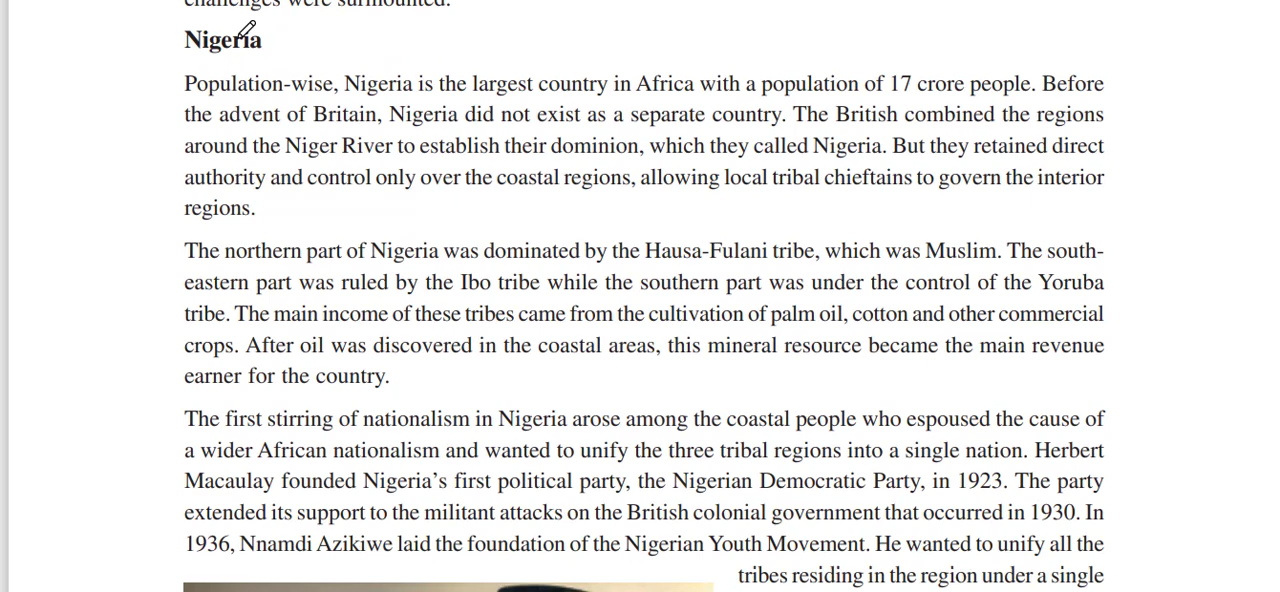 challenges were surmounted.
Nigeria
Population-wise, Nigeria is the largest country in Africa with a population of 17 crore people. Before
the advent of Britain, Nigeria did not exist as a separate country. The British combined the regions
around the Niger River to establish their dominion, which they called Nigeria. But they retained direct
authority and control only over the coastal regions, allowing local tribal chieftains to govern the interior
regions.
The northern part of Nigeria was dominated by the Hausa-Fulani tribe, which was Muslim. The south-
eastern part was ruled by the Ibo tribe while the southern part was under the control of the Yoruba
tribe. The main income of these tribes came from the cultivation of palm oil, cotton and other commercial
crops. After oil was discovered in the coastal areas, this mineral resource became the main revenue
earner for the country.
The first stirring of nationalism in Nigeria arose among the coastal people who espoused the cause of
a wider African nationalism and wanted to unify the three tribal regions into a single nation. Herbert
Macaulay founded Nigeria’s first political party, the Nigerian Democratic Party, in 1923. The party
extended its support to the militant attacks on the British colonial government that occurred in 1930. In
1936, Nnamdi Azikiwe laid the foundation of the Nigerian Youth Movement. He wanted to unify all the
tribes residing in the region under a single